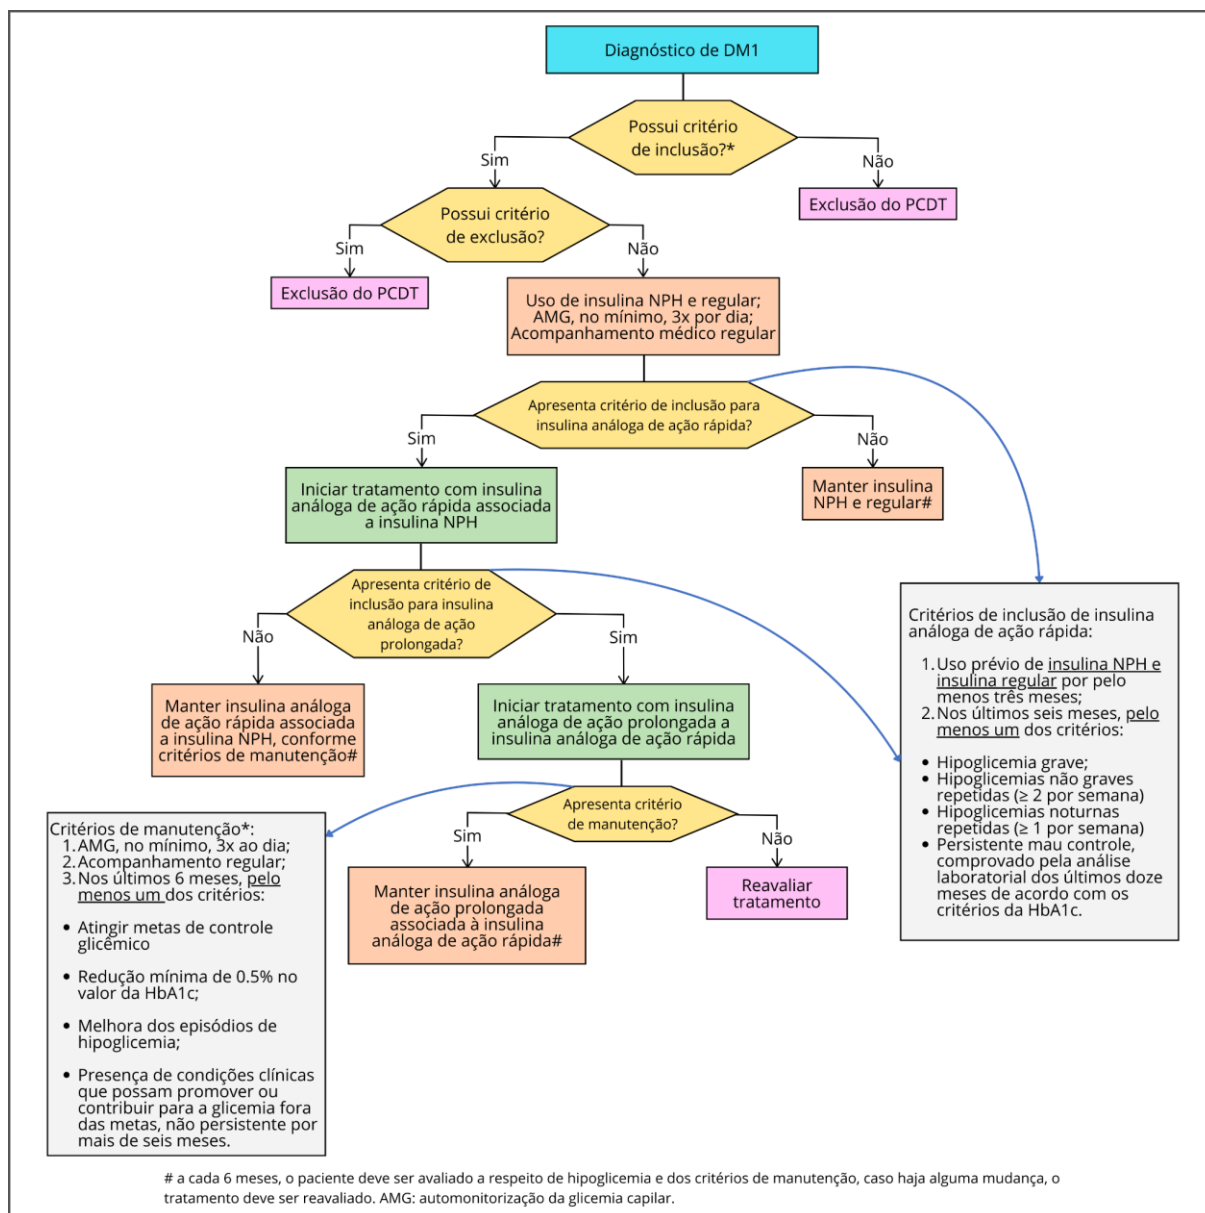 Diagnóstico de DM1
Possui critério
de inclusão?*
Sim
Não
Exclusão do PCDT
Possui critério
de exclusão?
Sim
Não
Exclusão do PCDT
Uso de insulina NPH e regular;
AMG, no mínimo, 3x por dia;
Acompanhamento médico regular
Apresenta critério de inclusão para
insulina análoga de ação rápida?
Sim
Não
Iniciar tratamento com insulina
análoga de ação rápida associada
a insulina NPH
Manter insulina
NPH e regular#
Apresenta critério de
inclusão para insulina
análoga de ação
prolongada?
Não
Sim
Manter insulina análoga
de ação rápida associada
a insulina NPH, conforme
critérios de manutenção#
Iniciar tratamento com insulina
análoga de ação prolongada a
insulina análoga de ação rápida
Critérios de inclusão de insulina
análoga de ação rápida:
1. Uso prévio de insulina NPH e
insulina regular por pelo
menos três meses;
2. Nos últimos seis meses, pelo
menos um dos critérios:
• Hipoglicemia grave;
• Hipoglicemias não graves
repetidas (≥ 2 por semana)
• Hipoglicemias noturnas
repetidas (≥ 1 por semana)
• Persistente mau controle,
comprovado pela análise
laboratorial dos últimos doze
meses de acordo com os
critérios da HbA1c.
Apresenta critério
de manutenção?
Sim
Não
Manter insulina análoga
de ação prolongada
associada à insulina
análoga de ação rápida#
Reavaliar
tratamento
Critérios de manutenção*:
1. AMG, no mínimo, 3x ao dia;
2. Acompanhamento regular;
3. Nos últimos 6 meses, pelo
menos um dos critérios:
• Atingir metas de controle
glicêmico
• Redução mínima de 0.5% no
valor da HbA1c;
• Melhora dos episódios de
hipoglicemia;
• Presença de condições clínicas
que possam promover ou
contribuir para a glicemia fora
das metas, não persistente por
mais de seis meses.
# a cada 6 meses, o paciente deve ser avaliado a respeito de hipoglicemia e dos critérios de manutenção, caso haja alguma mudança, o
tratamento deve ser reavaliado. AMG: automonitorização da glicemia capilar.